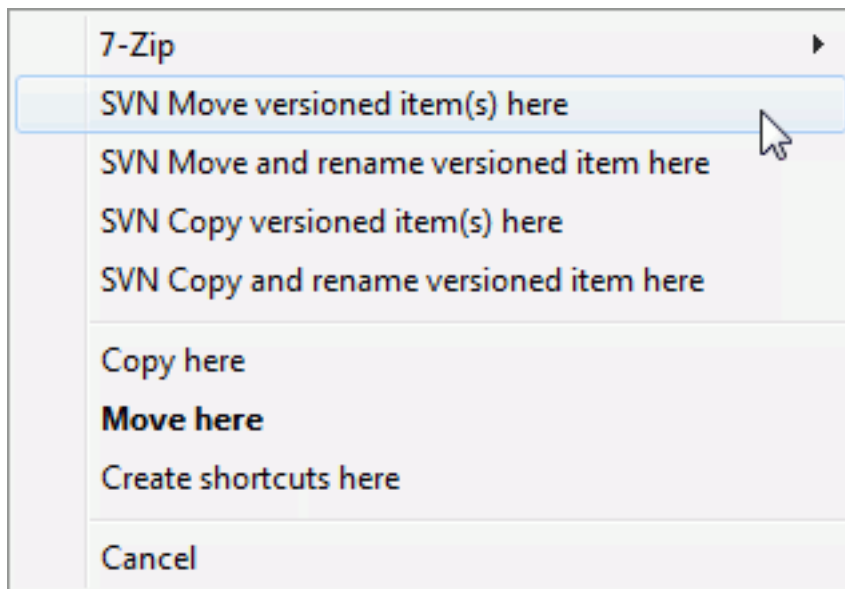 7-Zip
SVN Move versioned item(s) here
SVN Move and rename versioned item here
SVN Copy versioned item(s) here
SVN Copy and rename versioned item here
Copy here
Move here
Create shortcuts here
Cancel